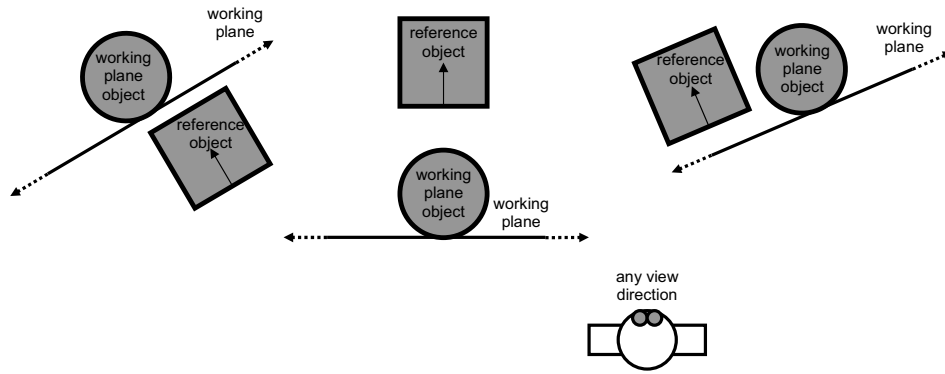 working
plane
object
working
plane
reference
object
reference
object
working
plane
object
working
plane
reference
object
working
plane
object
working
plane
any view
direction